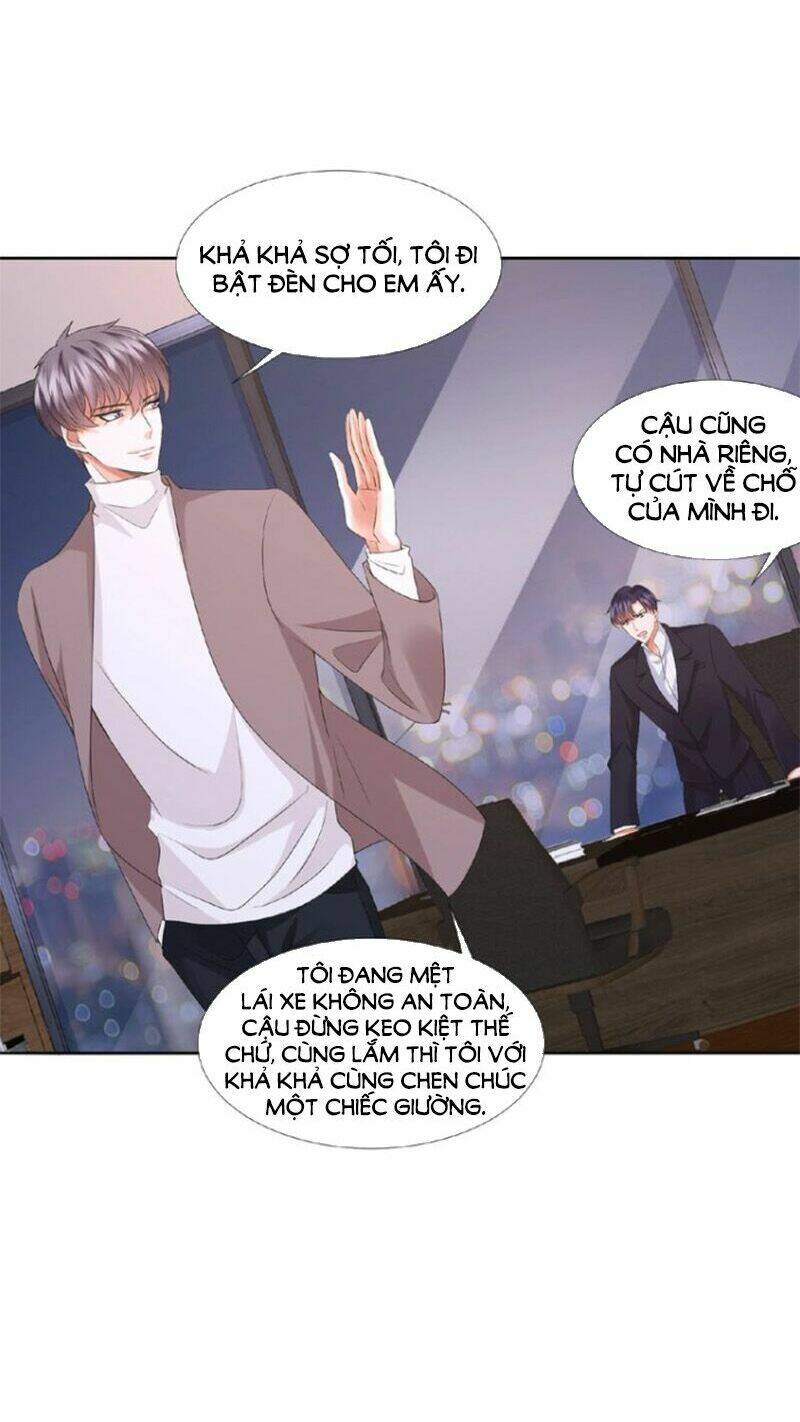 KHẢ KHẢ SỢ TỐI, TÔI ĐI
BẬT ĐÈN CHO EM ẤY.
CẬU CŨNG
CÓ NHÀ RIÊNG,
TỰ CÚT VỀ CHỖ
CỦA MÌNH ĐI.
TÔI ĐANG MỆT
LÁI XE KHÔNG AN TOÀN,
CẬU ĐỪNG KEO KIỆT THẾ
CHỨ, CÙNG LẮM THÌ TÔI VỚI
KHẢ KHẢ CÙNG CHEN CHÚC
MỘT CHIẾC GIƯỜNG.